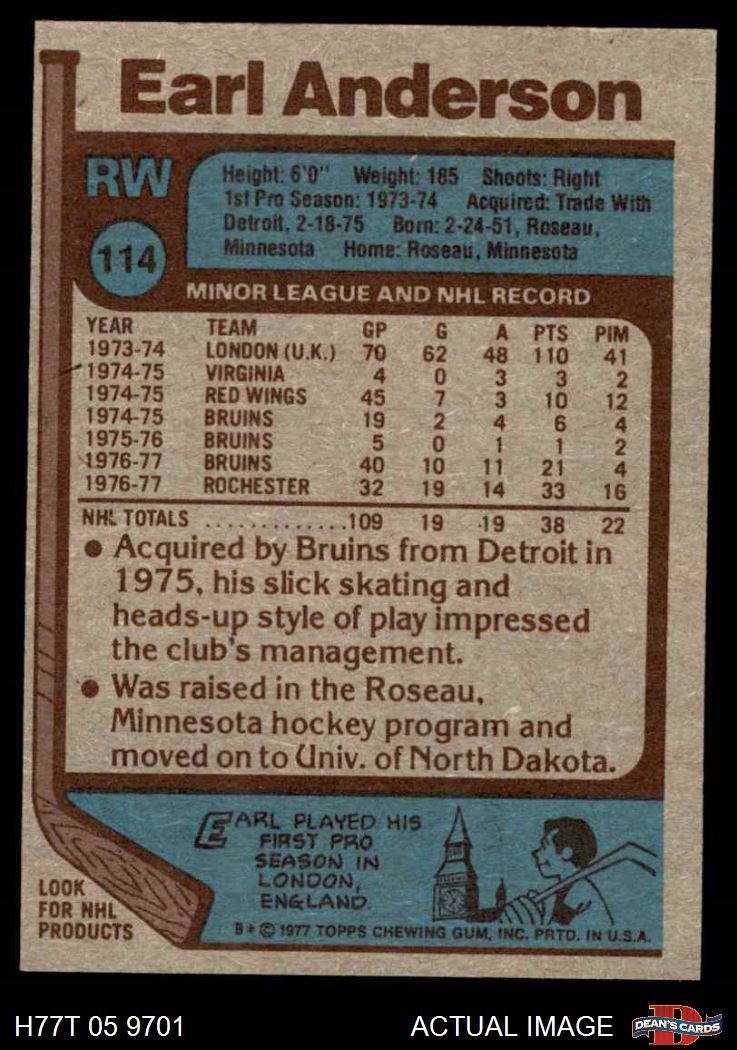 Earl Anderson
RW
114
Height: 6'0" Weight: 185 Shoots: Right
1st Pro Season: 1973-74 Acquired: Trade With
Detroit, 2-18-75 Born: 2-24-51, Roseau,
Minnesota Home: Roseau, Minnesota
MINOR LEAGUE AND NHL RECORD
YEAR TEAM GP G A PTS PIM
1973-74 LONDON (U.K.) 70 62 48 110 41
1974-75 VIRGINIA 4 0 3 3 2
1974-75 RED WINGS 45 7 3 10 12
1974-75 BRUINS 19 2 4 6 4
1975-76 BRUINS 5 0 1 1 2
1976-77 BRUINS 40 10 11 21 4
1976-77 ROCHESTER 32 19 14 33 16
NHL TOTALS .............109 19 19 38 22
• Acquired by Bruins from Detroit in
1975, his slick skating and
heads-up style of play impressed
the club's management.
• Was raised in the Roseau,
Minnesota hockey program and
moved on to Univ. of North Dakota.
EARL PLAYED HIS
FIRST PRO
SEASON IN
LONDON,
ENGLAND.
LOOK
FOR NHL
PRODUCTS
B* © 1977 TOPPS CHEWING GUM, INC. PRTD. IN U.S.A.
H77T 05 9701
ACTUAL IMAGE
D
DEAN'S CARDS